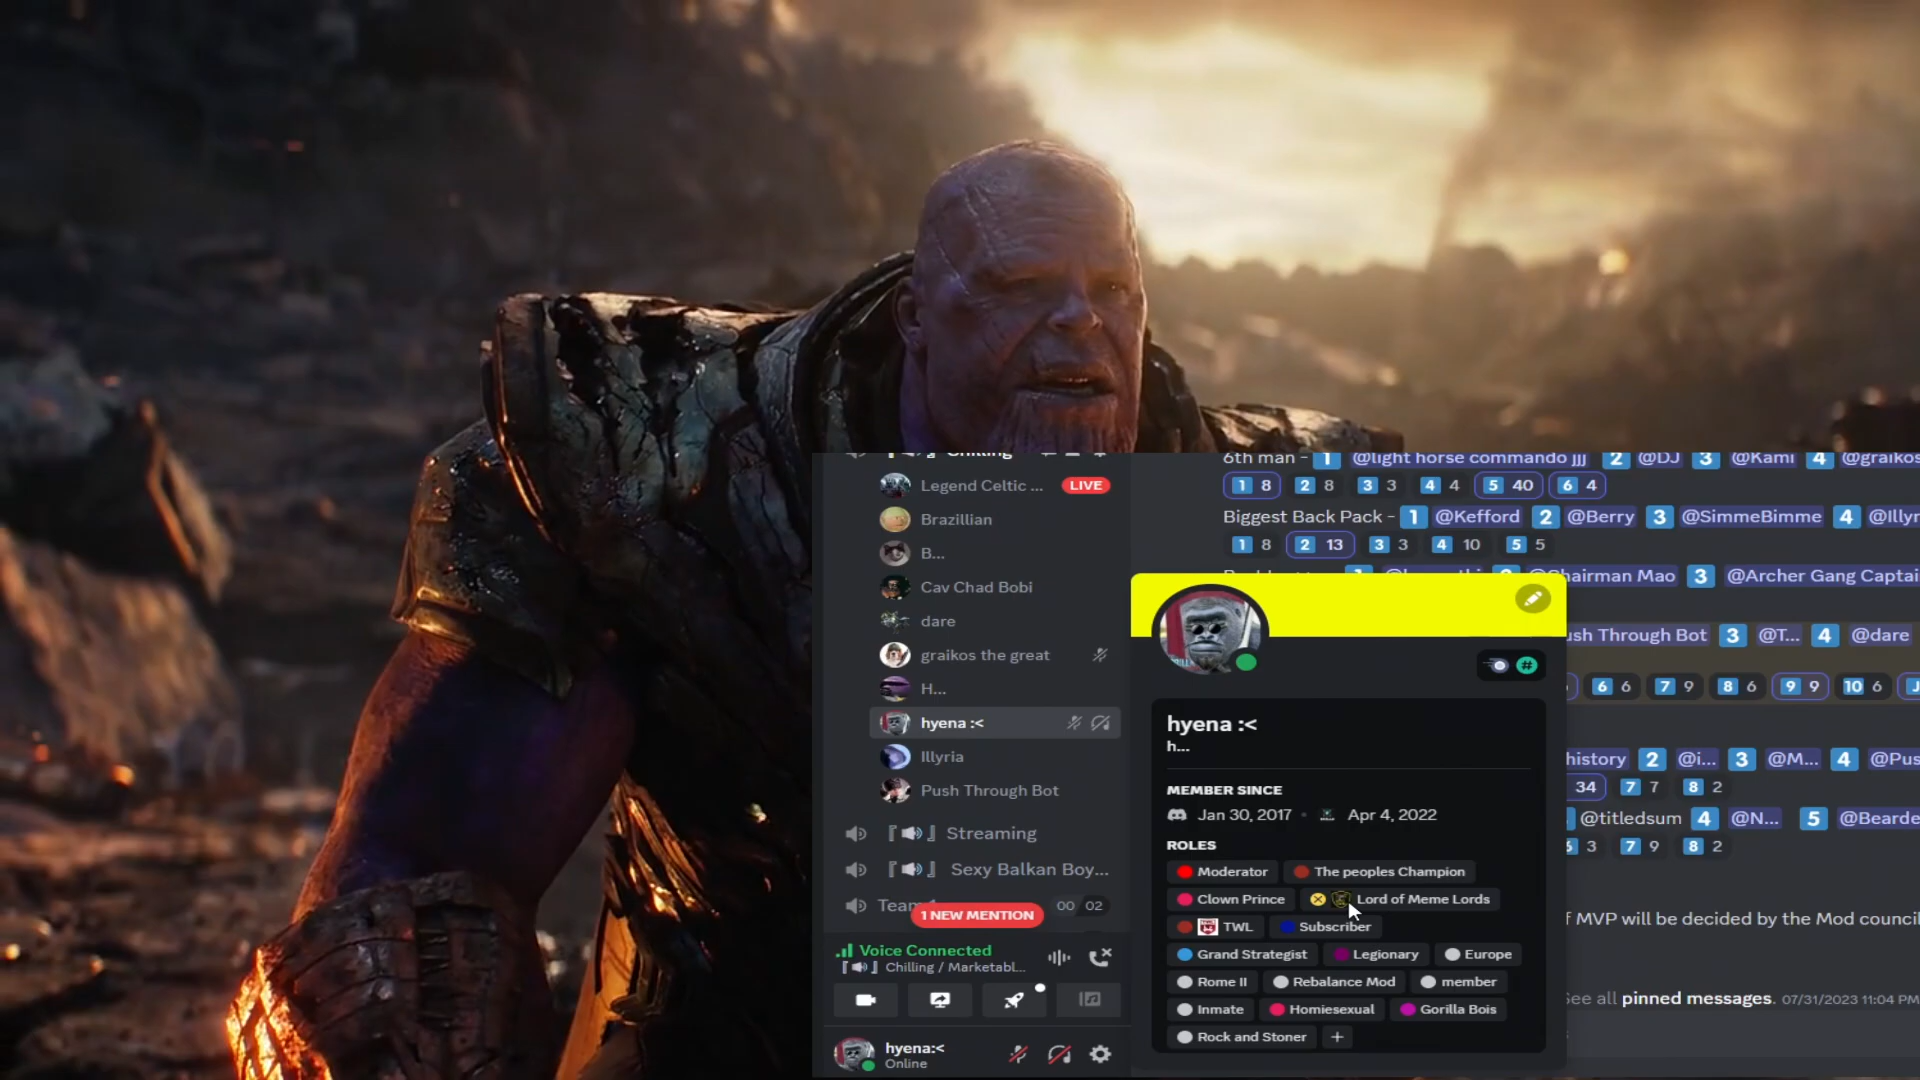 Chilling
Legend Celtic ... LIVE
Brazillian
B...
Cav Chad Bobi
dare
graikos the great
H...
hyena :<
Illyria
Push Through Bot
Streaming
Sexy Balkan Boy...
Team 00 02
1 NEW MENTION
Voice Connected
Chilling / Marketabl...
hyena:<
Online
6th man - 1 @light horse commando jjj 2 @DJ 3 @Kami 4 @graikos
1 8 2 8 3 3 4 4 5 40 6 4
Biggest Back Pack - 1 @Kefford 2 @Berry 3 @SimmeBimme 4 @Illyr
1 8 2 13 3 3 4 10 5 5
@Chairman Mao 3 @Archer Gang Captai
ush Through Bot 3 @T... 4 @dare
6 6 7 9 8 6 9 9 10 6
history 2 @i... 3 @M... 4 @Pus
34 7 7 8 2
@titledsum 4 @N... 5 @Bearde
3 7 9 8 2
MVP will be decided by the Mod council
See all pinned messages. 07/31/2023 11:04 PM
hyena :<
h...
MEMBER SINCE
Jan 30, 2017 • Apr 4, 2022
ROLES
Moderator The peoples Champion
Clown Prince Lord of Meme Lords
TWL Subscriber
Grand Strategist Legionary Europe
Rome II Rebalance Mod member
Inmate Homiesexual Gorilla Bois
Rock and Stoner +